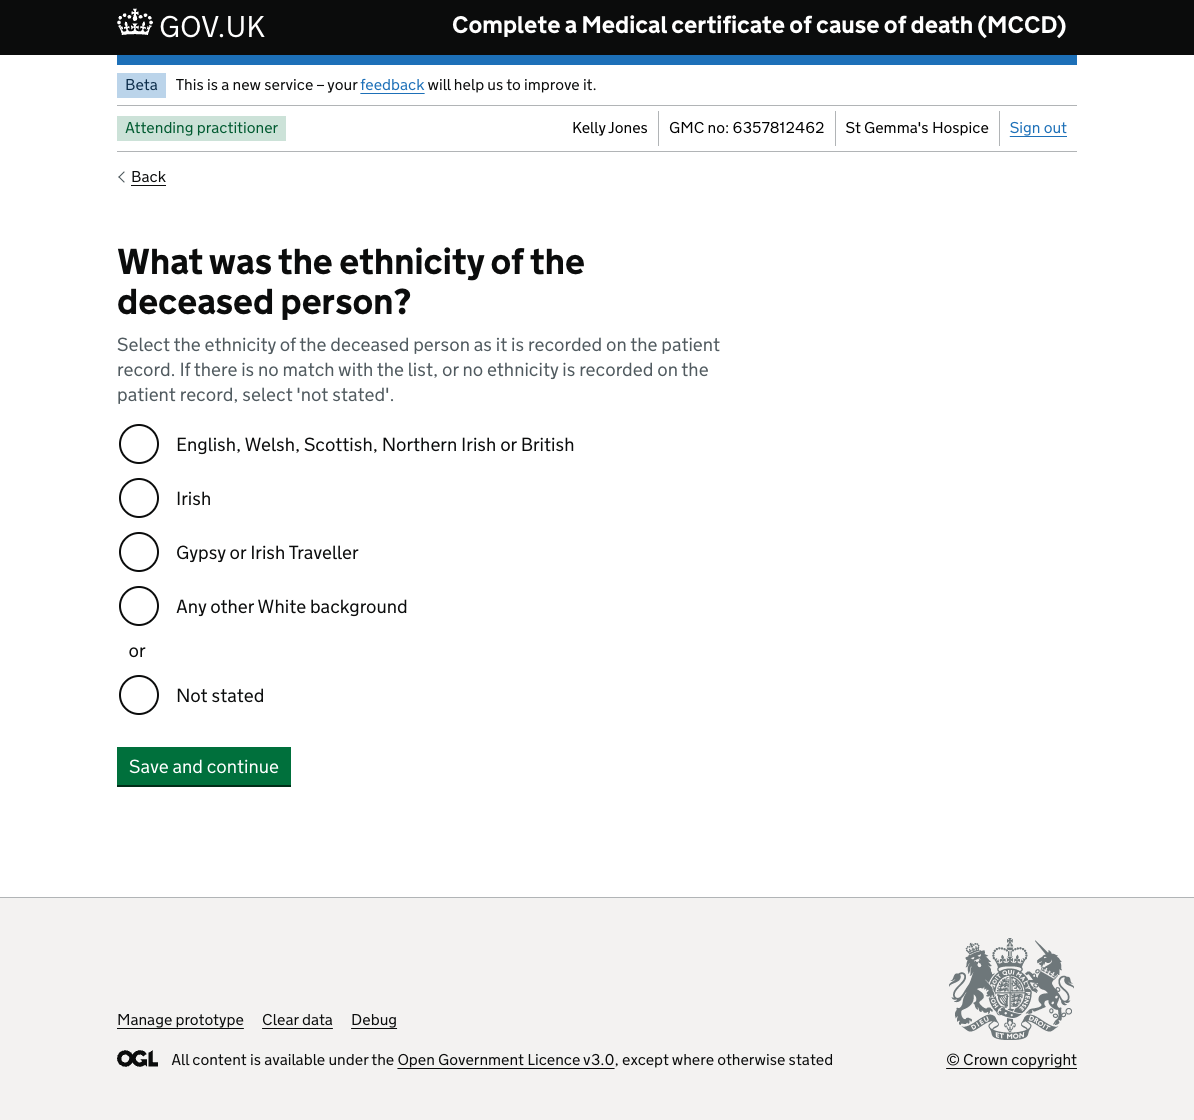 GOV.UK
Complete a Medical certificate of cause of death (MCCD)
Beta This is a new service – your feedback will help us to improve it.
Attending practitioner
Kelly Jones GMC no: 6357812462 St Gemma's Hospice Sign out
Back
What was the ethnicity of the
deceased person?
Select the ethnicity of the deceased person as it is recorded on the patient
record. If there is no match with the list, or no ethnicity is recorded on the
patient record, select 'not stated'.
English, Welsh, Scottish, Northern Irish or British
Irish
Gypsy or Irish Traveller
Any other White background
or
Not stated
Save and continue
DIEU ET MON DROIT
Manage prototype Clear data Debug
OGL All content is available under the Open Government Licence v3.0, except where otherwise stated
© Crown copyright